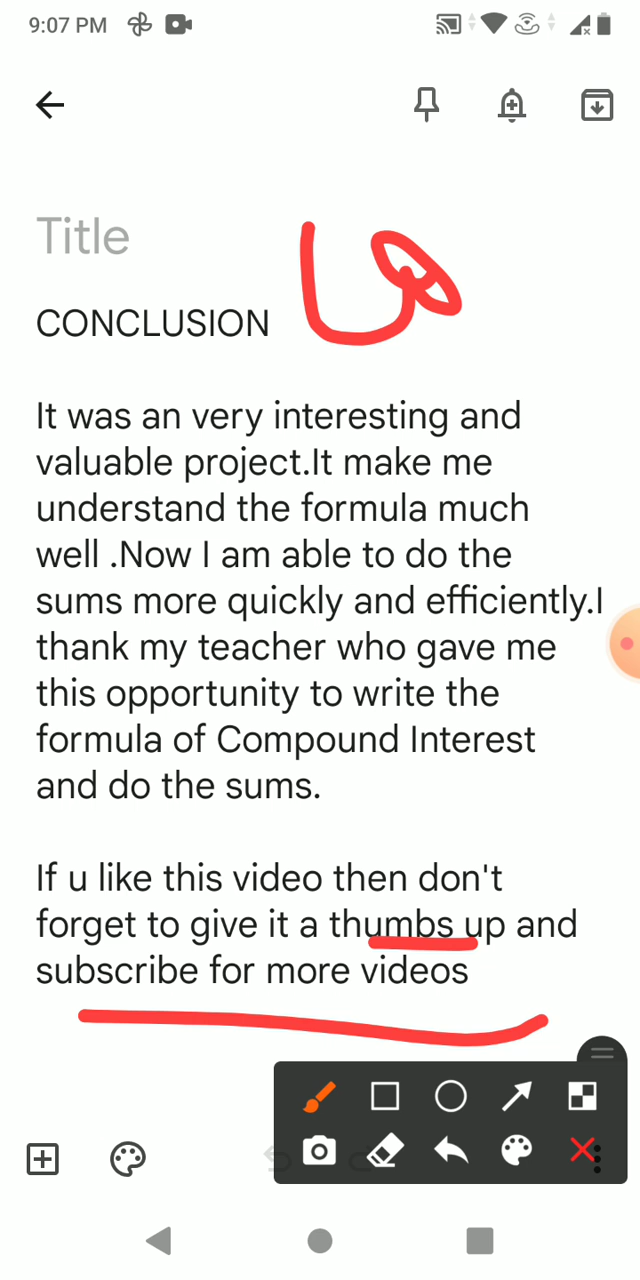 9:07 PM
Title
CONCLUSION
It was an very interesting and
valuable project.It make me
understand the formula much
well .Now I am able to do the
sums more quickly and efficiently.I
thank my teacher who gave me
this opportunity to write the
formula of Compound Interest
and do the sums.
If u like this video then don't
forget to give it a thumbs up and
subscribe for more videos